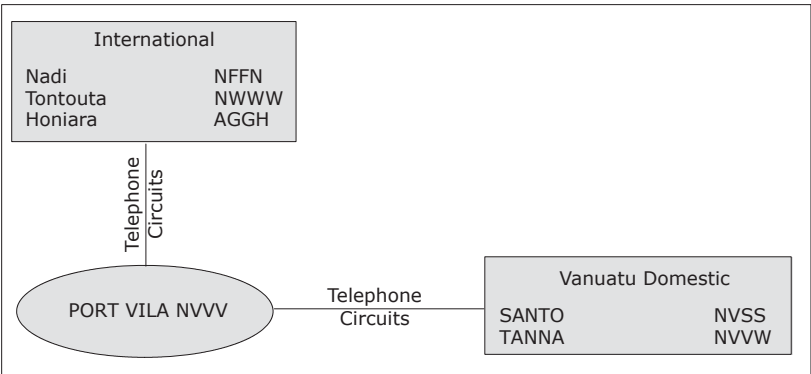 International
Nadi NFFN
Tontouta NWWW
Honiara AGGH
Telephone
Circuits
PORT VILA NVVV
Telephone
Circuits
Vanuatu Domestic
SANTO NVSS
TANNA NVVW